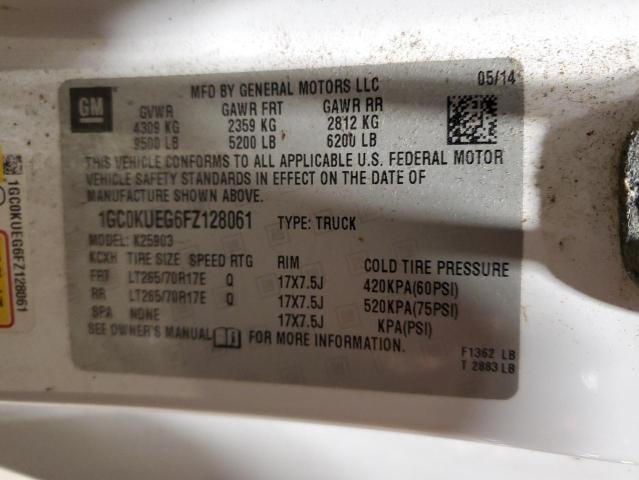 MFD BY GENERAL MOTORS LLC 05/14
GM
GVWR GAWR FRT GAWR RR
4309 KG 2359 KG 2812 KG
9500 LB 5200 LB 6200 LB
THIS VEHICLE CONFORMS TO ALL APPLICABLE U.S. FEDERAL MOTOR
VEHICLE SAFETY STANDARDS IN EFFECT ON THE DATE OF
MANUFACTURE SHOWN ABOVE.
1GC0KUEG6FZ128061 TYPE: TRUCK
MODEL: K25903
KCXH TIRE SIZE SPEED RTG RIM COLD TIRE PRESSURE
FRT LT265/70R17E Q 17X7.5J 420KPA(60PSI)
RR LT265/70R17E Q 17X7.5J 520KPA(75PSI)
SPA NONE 17X7.5J KPA(PSI)
SEE OWNER'S MANUAL FOR MORE INFORMATION.
F1362 LB
T 2883 LB
1GC0KUEG6FZ128061